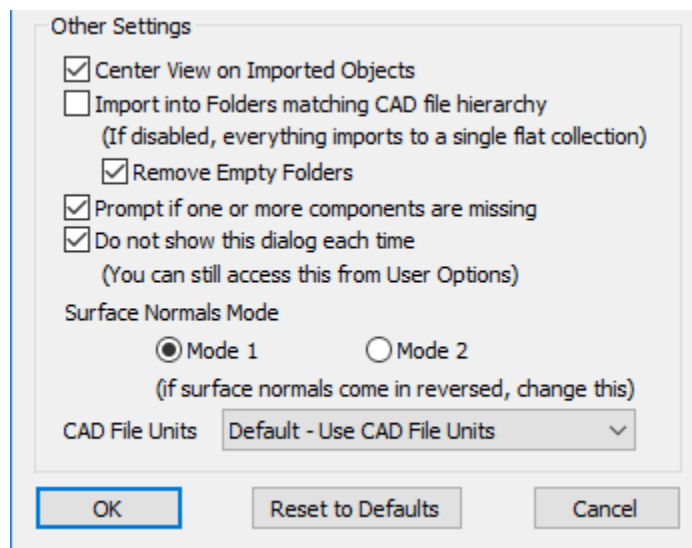 Other Settings
Center View on Imported Objects
Import into Folders matching CAD file hierarchy
(If disabled, everything imports to a single flat collection)
Remove Empty Folders
Prompt if one or more components are missing
Do not show this dialog each time
(You can still access this from User Options)
Surface Normals Mode
Mode 1 Mode 2
(if surface normals come in reversed, change this)
CAD File Units Default - Use CAD File Units
OK Reset to Defaults Cancel